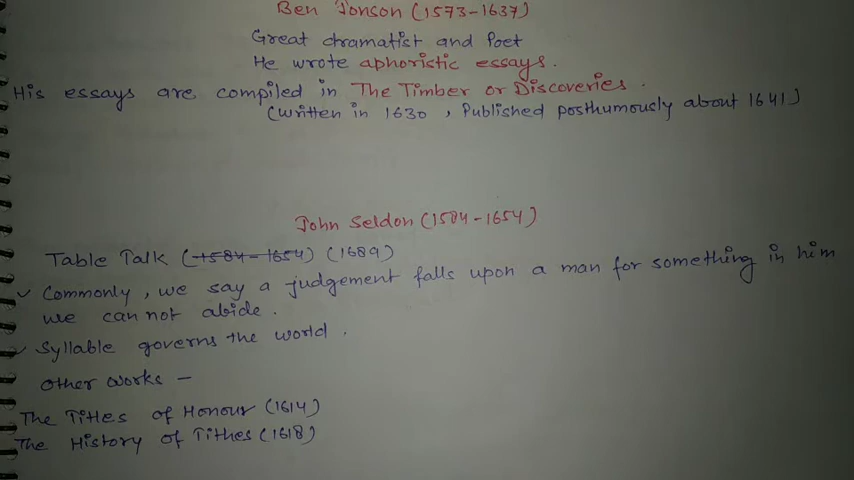 Ben Jonson (1573-1637)
Great dramatist and Poet
He wrote aphoristic essays.
His essays are compiled in The Timber or Discoveries.
(written in 1630, Published posthumously about 1641)
John Seldon (1584-1654)
Table Talk (1584-1654) (1689)
✓ Commonly, we say a judgement falls upon a man for something in him
we can not abide.
✓ Syllable governs the world.
Other works -
The Titles of Honour (1614)
The History of Tithes (1618)